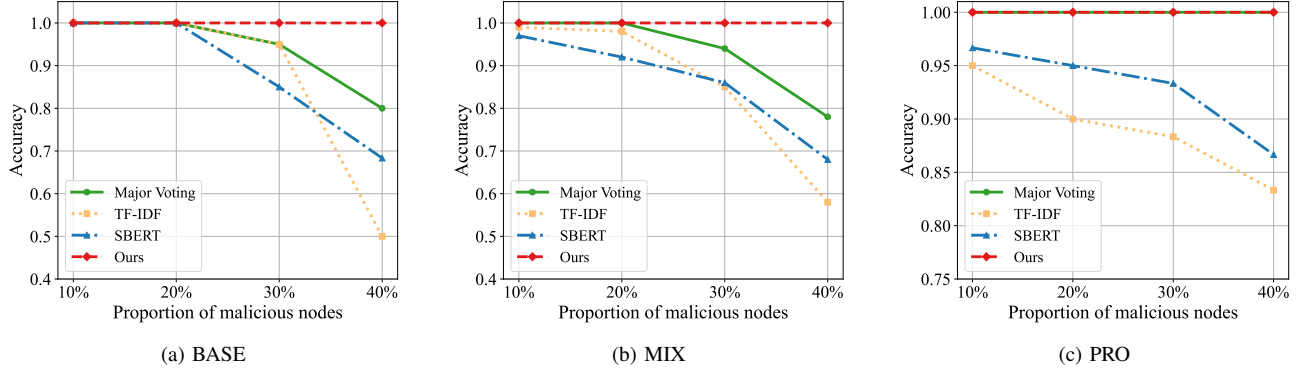 1.0
0.9
0.8
0.7
0.6
0.5
0.4
Accuracy
Major Voting
TF-IDF
SBERT
Ours
10%
20%
30%
40%
Proportion of malicious nodes
(a) BASE
1.0
0.9
0.8
0.7
0.6
0.5
0.4
Accuracy
Major Voting
TF-IDF
SBERT
Ours
10%
20%
30%
40%
Proportion of malicious nodes
(b) MIX
1.00
0.95
0.90
0.85
0.80
0.75
Accuracy
Major Voting
TF-IDF
SBERT
Ours
10%
20%
30%
40%
Proportion of malicious nodes
(c) PRO